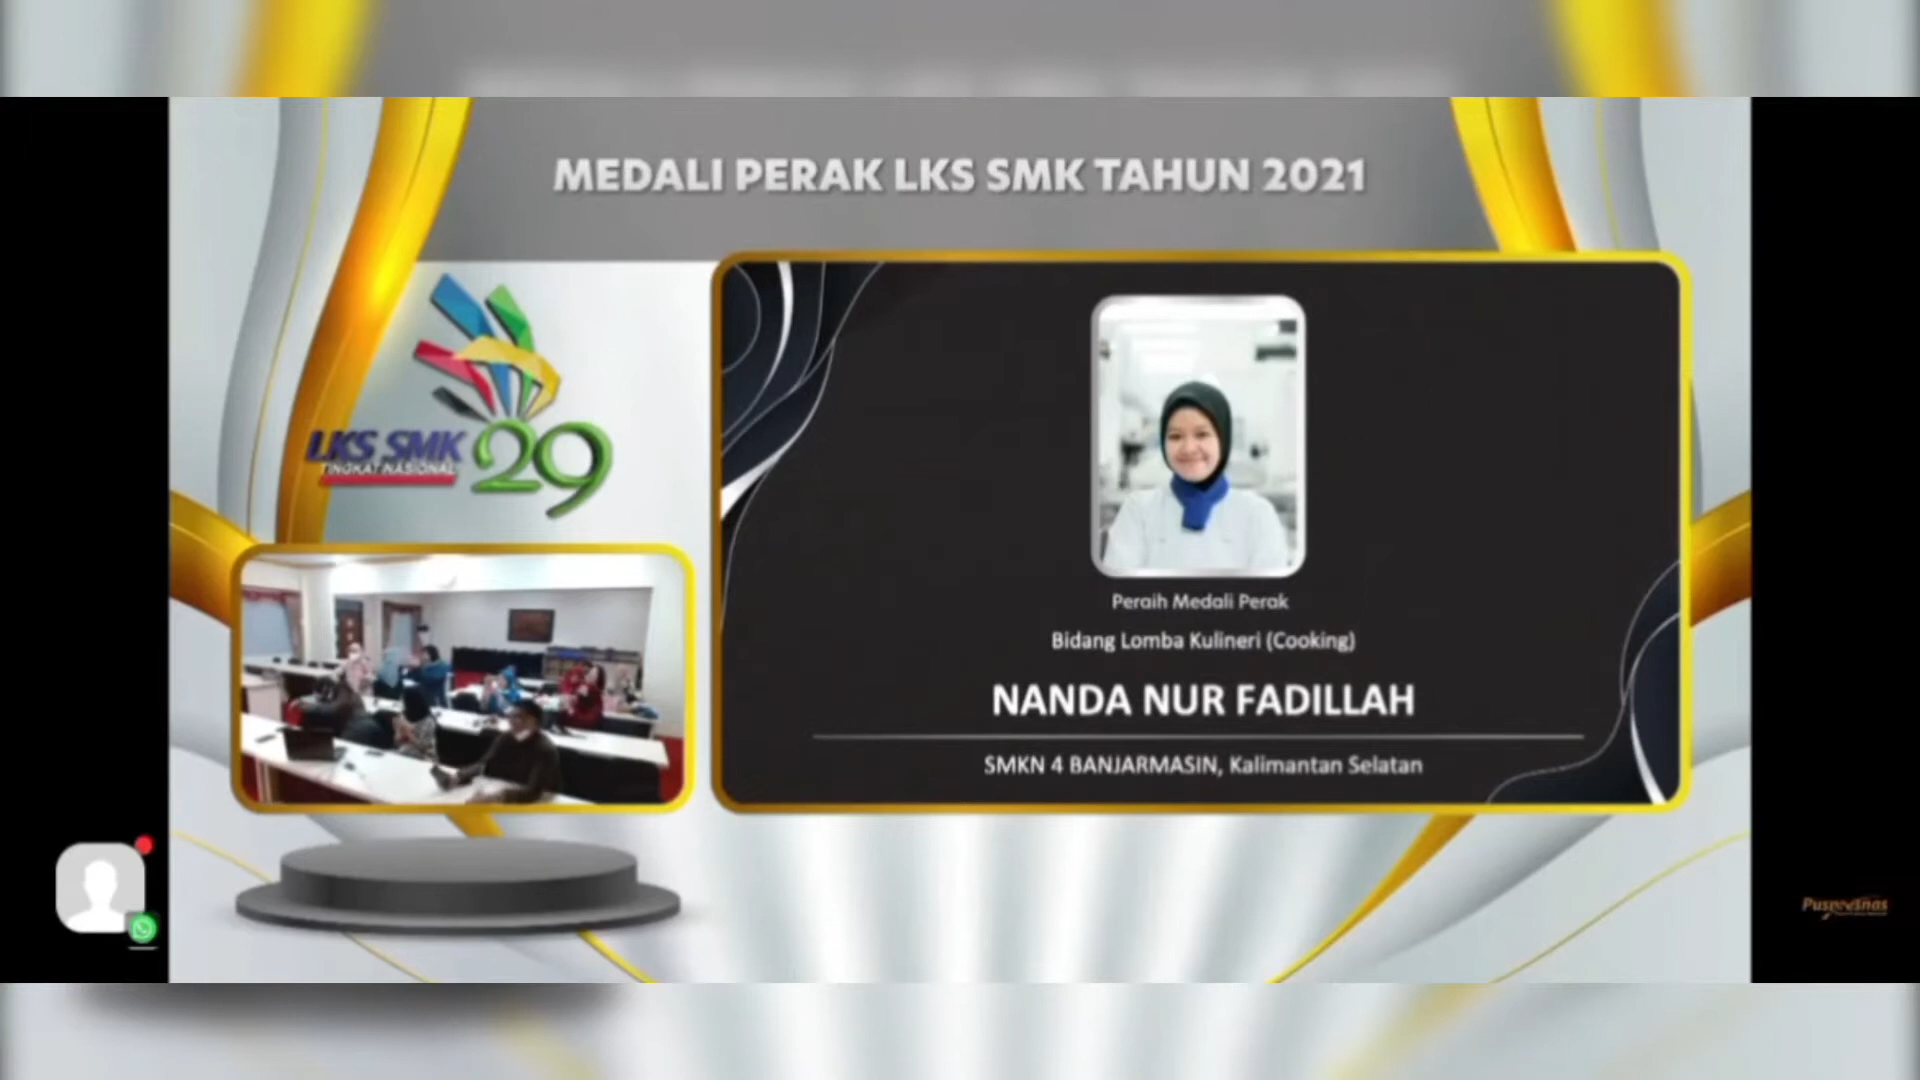 MEDALI PERAK LKS SMK TAHUN 2021
LKS SMK 29
TINGKAT NASIONAL
Peraih Medali Perak
Bidang Lomba Kulineri (Cooking)
NANDA NUR FADILLAH
SMKN 4 BANJARMASIN, Kalimantan Selatan